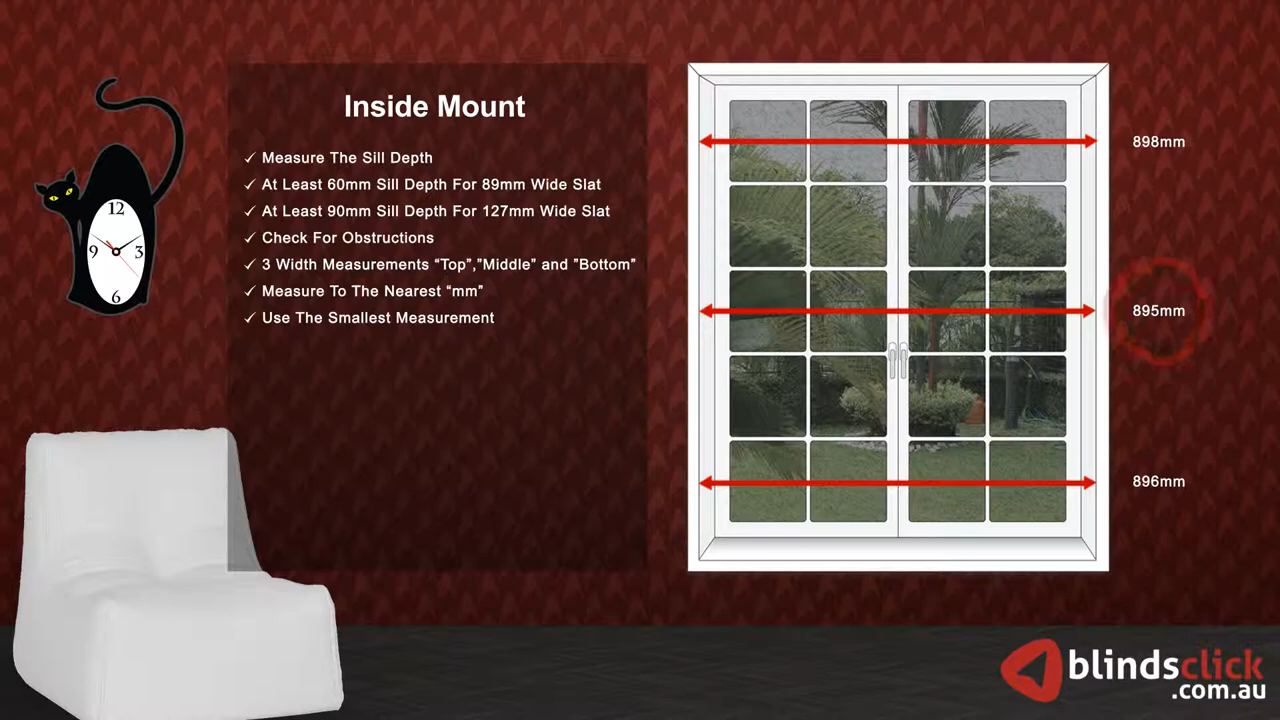 Inside Mount
✓ Measure The Sill Depth
✓ At Least 60mm Sill Depth For 89mm Wide Slat
✓ At Least 90mm Sill Depth For 127mm Wide Slat
✓ Check For Obstructions
✓ 3 Width Measurements “Top”,”Middle” and ”Bottom”
✓ Measure To The Nearest “mm”
✓ Use The Smallest Measurement
12
9
3
6
898mm
895mm
896mm
blindsclick
.com.au